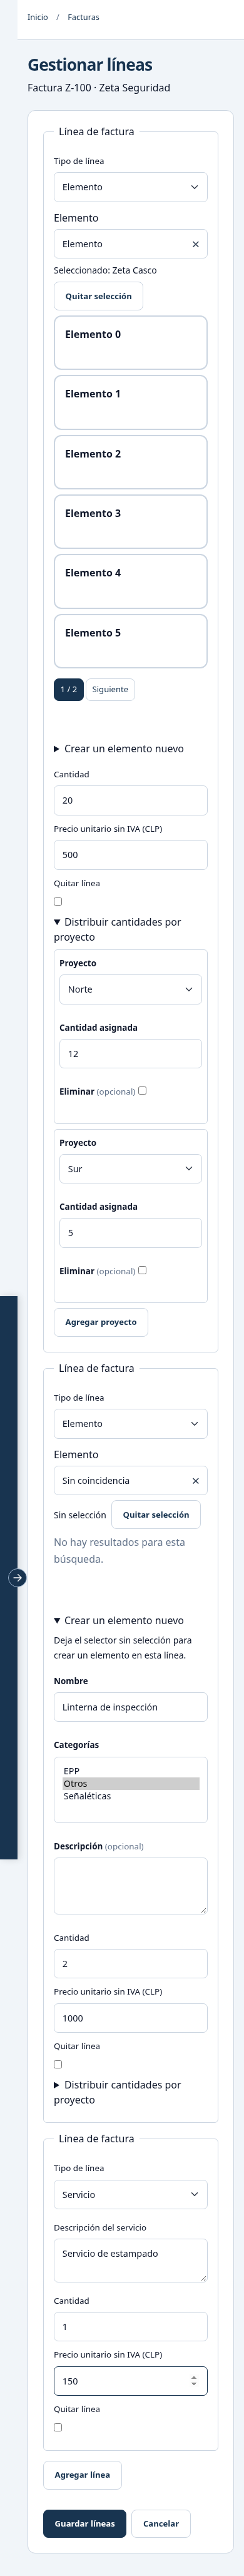 Inicio / Facturas
Gestionar líneas
Factura Z-100 · Zeta Seguridad
Línea de factura
Tipo de línea
Elemento
Elemento
Elemento
Seleccionado: Zeta Casco
Quitar selección
Elemento 0
Elemento 1
Elemento 2
Elemento 3
Elemento 4
Elemento 5
1 / 2 Siguiente
Crear un elemento nuevo
Cantidad
20
Precio unitario sin IVA (CLP)
500
Quitar línea
Distribuir cantidades por
proyecto
Proyecto
Norte
Cantidad asignada
12
Eliminar (opcional)
Proyecto
Sur
Cantidad asignada
5
Eliminar (opcional)
Agregar proyecto
Línea de factura
Tipo de línea
Elemento
Elemento
Sin coincidencia
Sin selección Quitar selección
No hay resultados para esta
búsqueda.
Crear un elemento nuevo
Deja el selector sin selección para
crear un elemento en esta línea.
Nombre
Linterna de inspección
Categorías
EPP
Otros
Señaléticas
Descripción (opcional)
Cantidad
2
Precio unitario sin IVA (CLP)
1000
Quitar línea
Distribuir cantidades por
proyecto
Línea de factura
Tipo de línea
Servicio
Descripción del servicio
Servicio de estampado
Cantidad
1
Precio unitario sin IVA (CLP)
150
Quitar línea
Agregar línea
Guardar líneas Cancelar